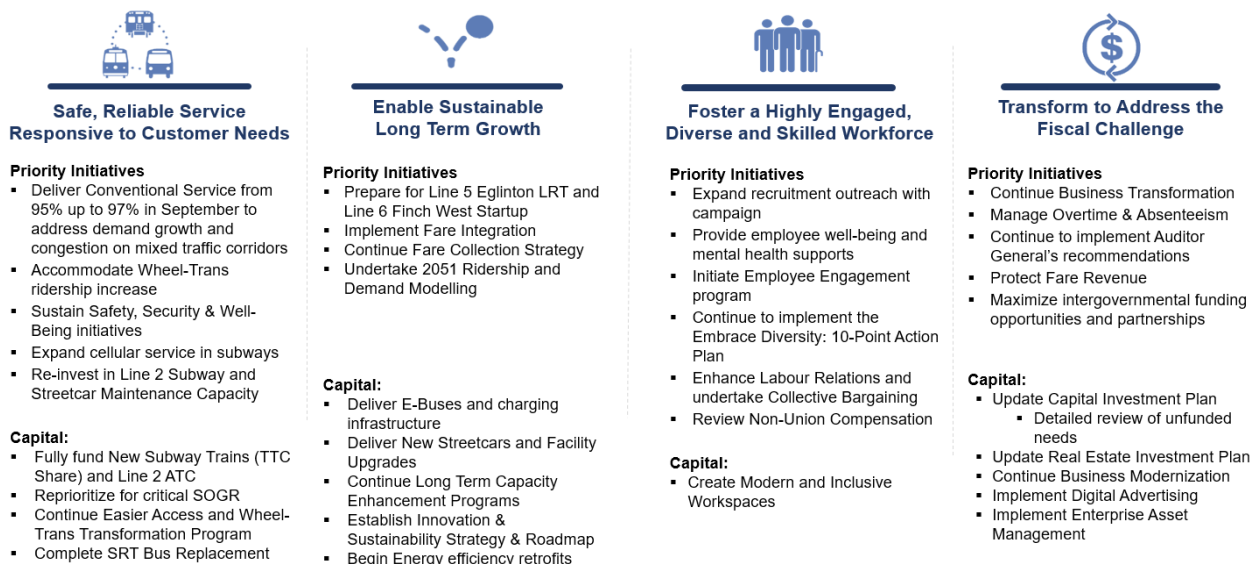 Safe, Reliable Service
Responsive to Customer Needs
Priority Initiatives
▪ Deliver Conventional Service from
95% up to 97% in September to
address demand growth and
congestion on mixed traffic corridors
▪ Accommodate Wheel-Trans
ridership increase
▪ Sustain Safety, Security & Well-
Being initiatives
▪ Expand cellular service in subways
▪ Re-invest in Line 2 Subway and
Streetcar Maintenance Capacity
Capital:
▪ Fully fund New Subway Trains (TTC
Share) and Line 2 ATC
▪ Reprioritize for critical SOGR
▪ Continue Easier Access and Wheel-
Trans Transformation Program
▪ Complete SRT Bus Replacement
Enable Sustainable
Long Term Growth
Priority Initiatives
▪ Prepare for Line 5 Eglinton LRT and
Line 6 Finch West Startup
▪ Implement Fare Integration
▪ Continue Fare Collection Strategy
▪ Undertake 2051 Ridership and
Demand Modelling
Capital:
▪ Deliver E-Buses and charging
infrastructure
▪ Deliver New Streetcars and Facility
Upgrades
▪ Continue Long Term Capacity
Enhancement Programs
▪ Establish Innovation &
Sustainability Strategy & Roadmap
▪ Begin Energy efficiency retrofits
Foster a Highly Engaged,
Diverse and Skilled Workforce
Priority Initiatives
▪ Expand recruitment outreach with
campaign
▪ Provide employee well-being and
mental health supports
▪ Initiate Employee Engagement
program
▪ Continue to implement the
Embrace Diversity: 10-Point Action
Plan
▪ Enhance Labour Relations and
undertake Collective Bargaining
▪ Review Non-Union Compensation
Capital:
▪ Create Modern and Inclusive
Workspaces
$
Transform to Address the
Fiscal Challenge
Priority Initiatives
▪ Continue Business Transformation
▪ Manage Overtime & Absenteeism
▪ Continue to implement Auditor
General's recommendations
▪ Protect Fare Revenue
▪ Maximize intergovernmental funding
opportunities and partnerships
Capital:
▪ Update Capital Investment Plan
▪ Detailed review of unfunded
needs
▪ Update Real Estate Investment Plan
▪ Continue Business Modernization
▪ Implement Digital Advertising
▪ Implement Enterprise Asset
Management